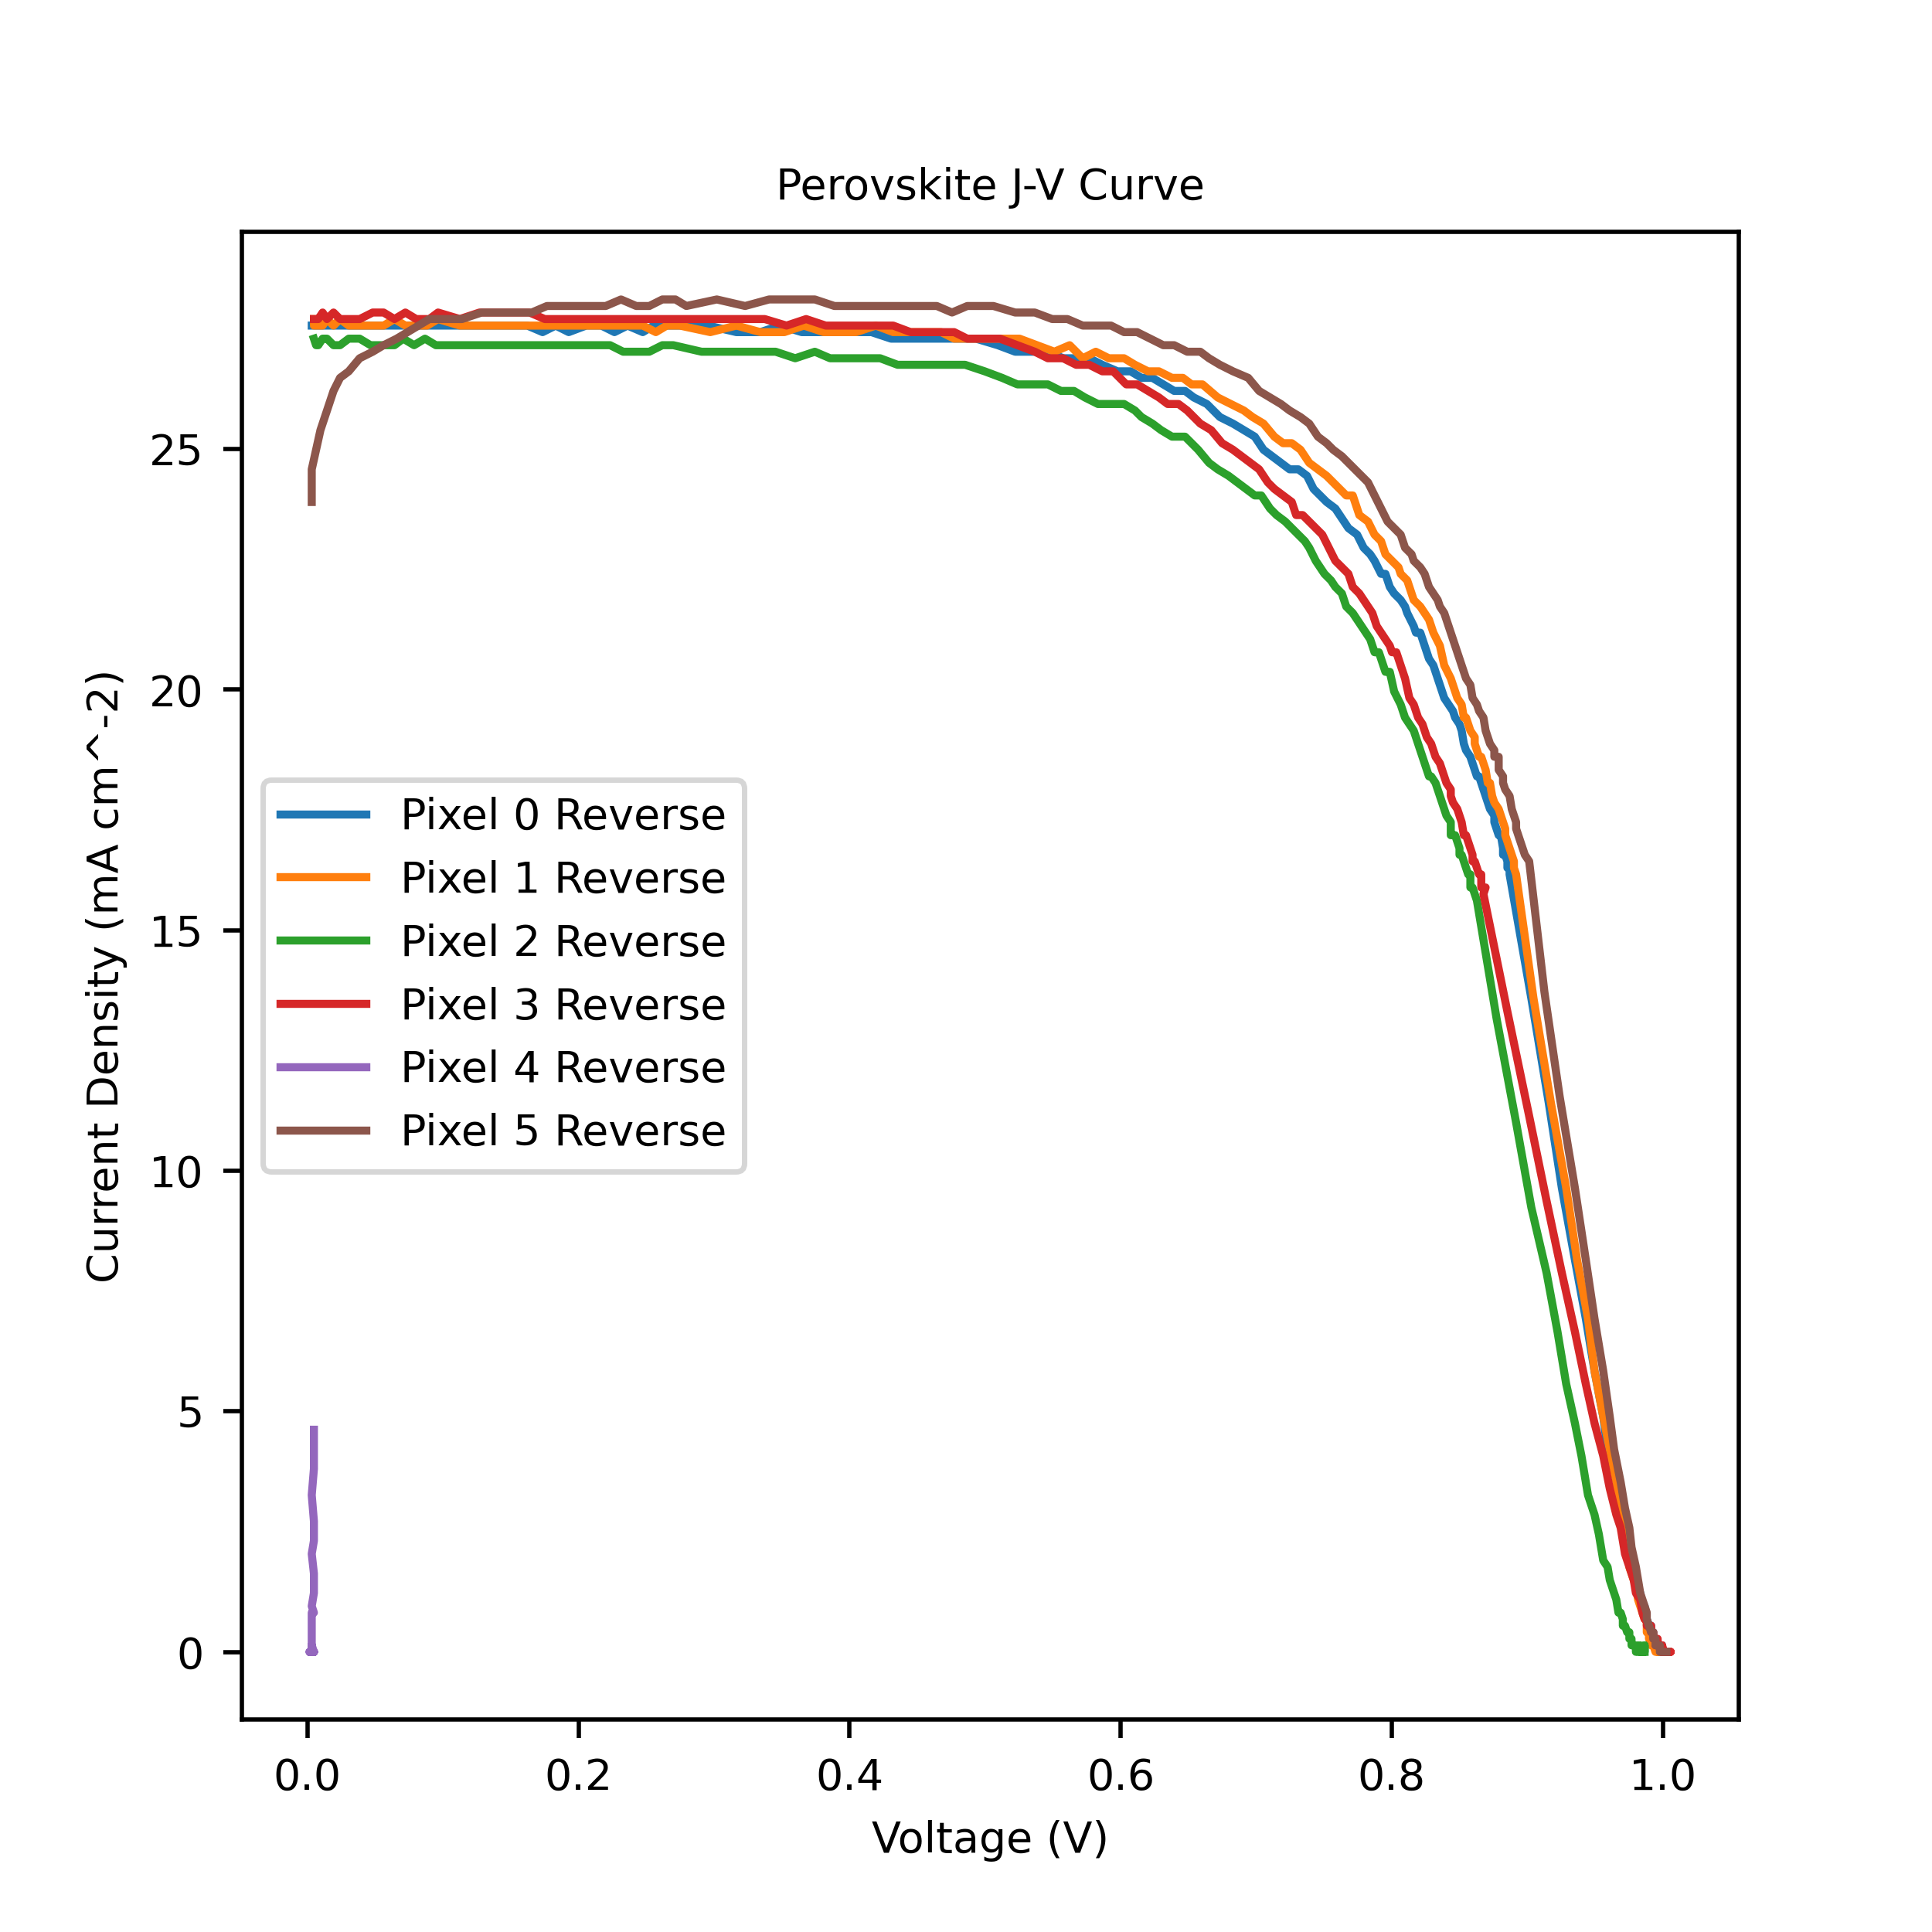 Perovskite J-V Curve
Current Density (mA cm^-2)
25
20
15
10
5
0
Pixel 0 Reverse
Pixel 1 Reverse
Pixel 2 Reverse
Pixel 3 Reverse
Pixel 4 Reverse
Pixel 5 Reverse
0.0 0.2 0.4 0.6 0.8 1.0
Voltage (V)